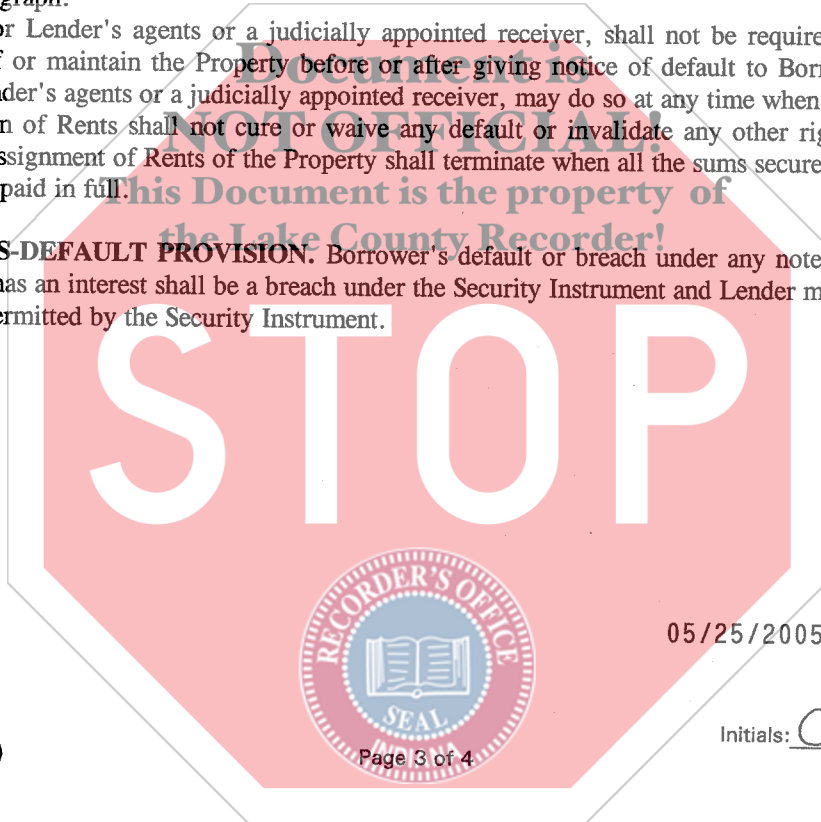 graph.
or Lender's agents or a judicially appointed receiver, shall not be require
f or maintain the Property before or after giving notice of default to Borr
der's agents or a judicially appointed receiver, may do so at any time when
n of Rents shall not cure or waive any default or invalidate any other rig
ssignment of Rents of the Property shall terminate when all the sums secure
paid in full.
Document is
NOT OFFICIAL!
This Document is the property of
the Lake County Recorder!
S-DEFAULT PROVISION. Borrower's default or breach under any note
has an interest shall be a breach under the Security Instrument and Lender m
ermitted by the Security Instrument.
STOP
RECORDER'S OFFICE
SEAL
INDIANA
05/25/2005
Initials:
)
Page 3 of 4